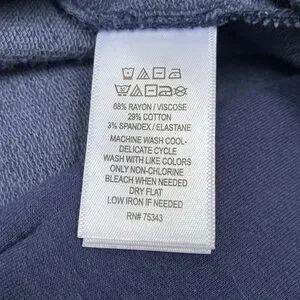 68% RAYON / VISCOSE
29% COTTON
3% SPANDEX / ELASTANE
MACHINE WASH COOL-
DELICATE CYCLE
WASH WITH LIKE COLORS
ONLY NON-CHLORINE
BLEACH WHEN NEEDED
DRY FLAT
LOW IRON IF NEEDED
RN# 75343